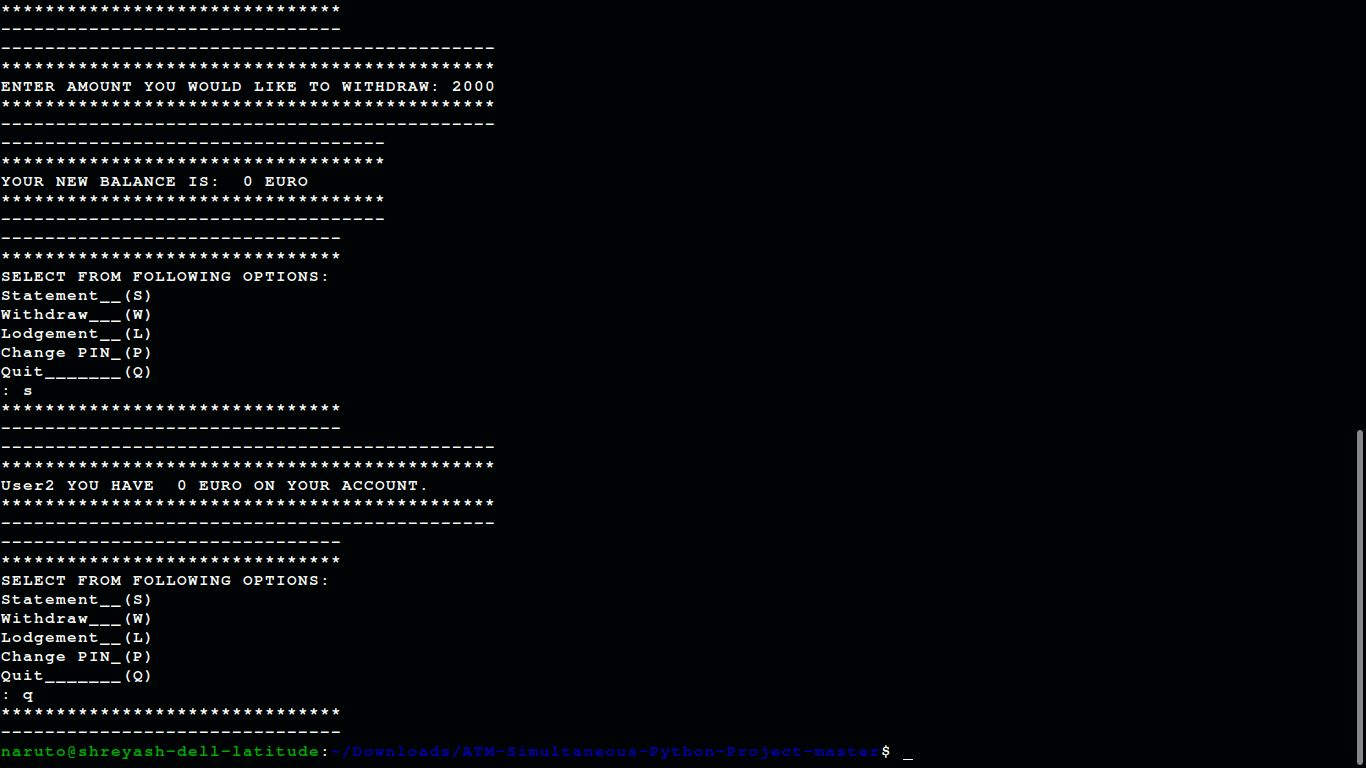 *******************************
-------------------------------
---------------------------------------------
*********************************************
ENTER AMOUNT YOU WOULD LIKE TO WITHDRAW: 2000
*********************************************
---------------------------------------------
-----------------------------------
***********************************
YOUR NEW BALANCE IS:  0 EURO
***********************************
-----------------------------------
-------------------------------
*******************************
SELECT FROM FOLLOWING OPTIONS:
Statement__(S)
Withdraw___(W)
Lodgement__(L)
Change PIN_(P)
Quit_______(Q)
: s
*******************************
-------------------------------
---------------------------------------------
*********************************************
User2 YOU HAVE  0 EURO ON YOUR ACCOUNT.
*********************************************
---------------------------------------------
-------------------------------
*******************************
SELECT FROM FOLLOWING OPTIONS:
Statement__(S)
Withdraw___(W)
Lodgement__(L)
Change PIN_(P)
Quit_______(Q)
: q
*******************************
-------------------------------
naruto@shreyash-dell-latitude:~/Downloads/ATM-Simultaneous-Python-Project-master$ _